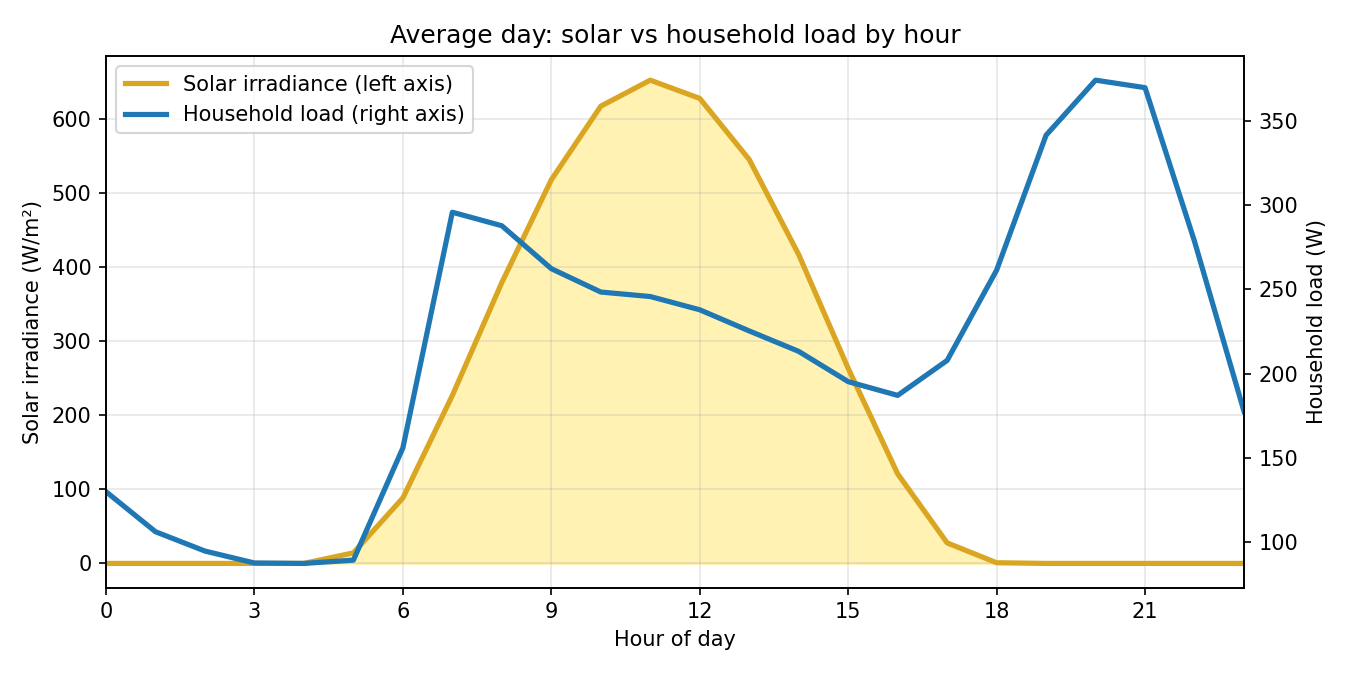 Average day: solar vs household load by hour
Solar irradiance (left axis)
Household load (right axis)
Solar irradiance (W/m²)
600
500
400
300
200
100
0
350
300
250
200
150
100
Household load (W)
0 3 6 9 12 15 18 21
Hour of day